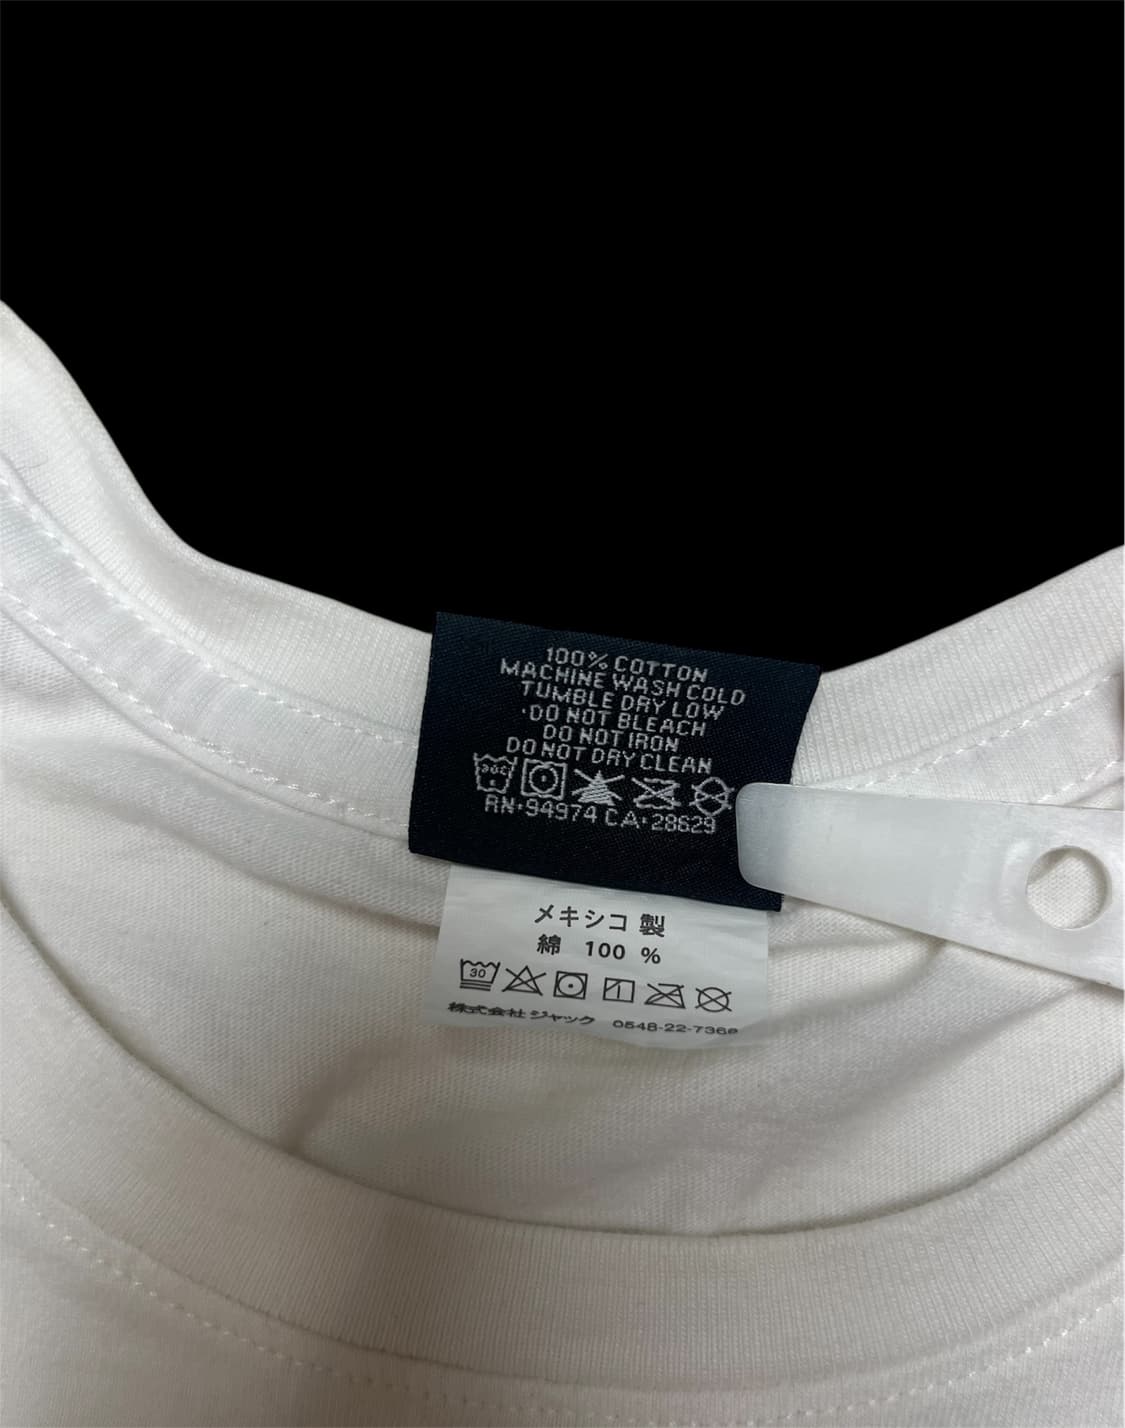 100% COTTON
MACHINE WASH COLD
TUMBLE DRY LOW
DO NOT BLEACH
DO NOT IRON
DO NOT DRY CLEAN
30C
RN·94974 CA·28629
メキシコ製
綿 100 %
30
株式会社 ジャック 0548-22-7368